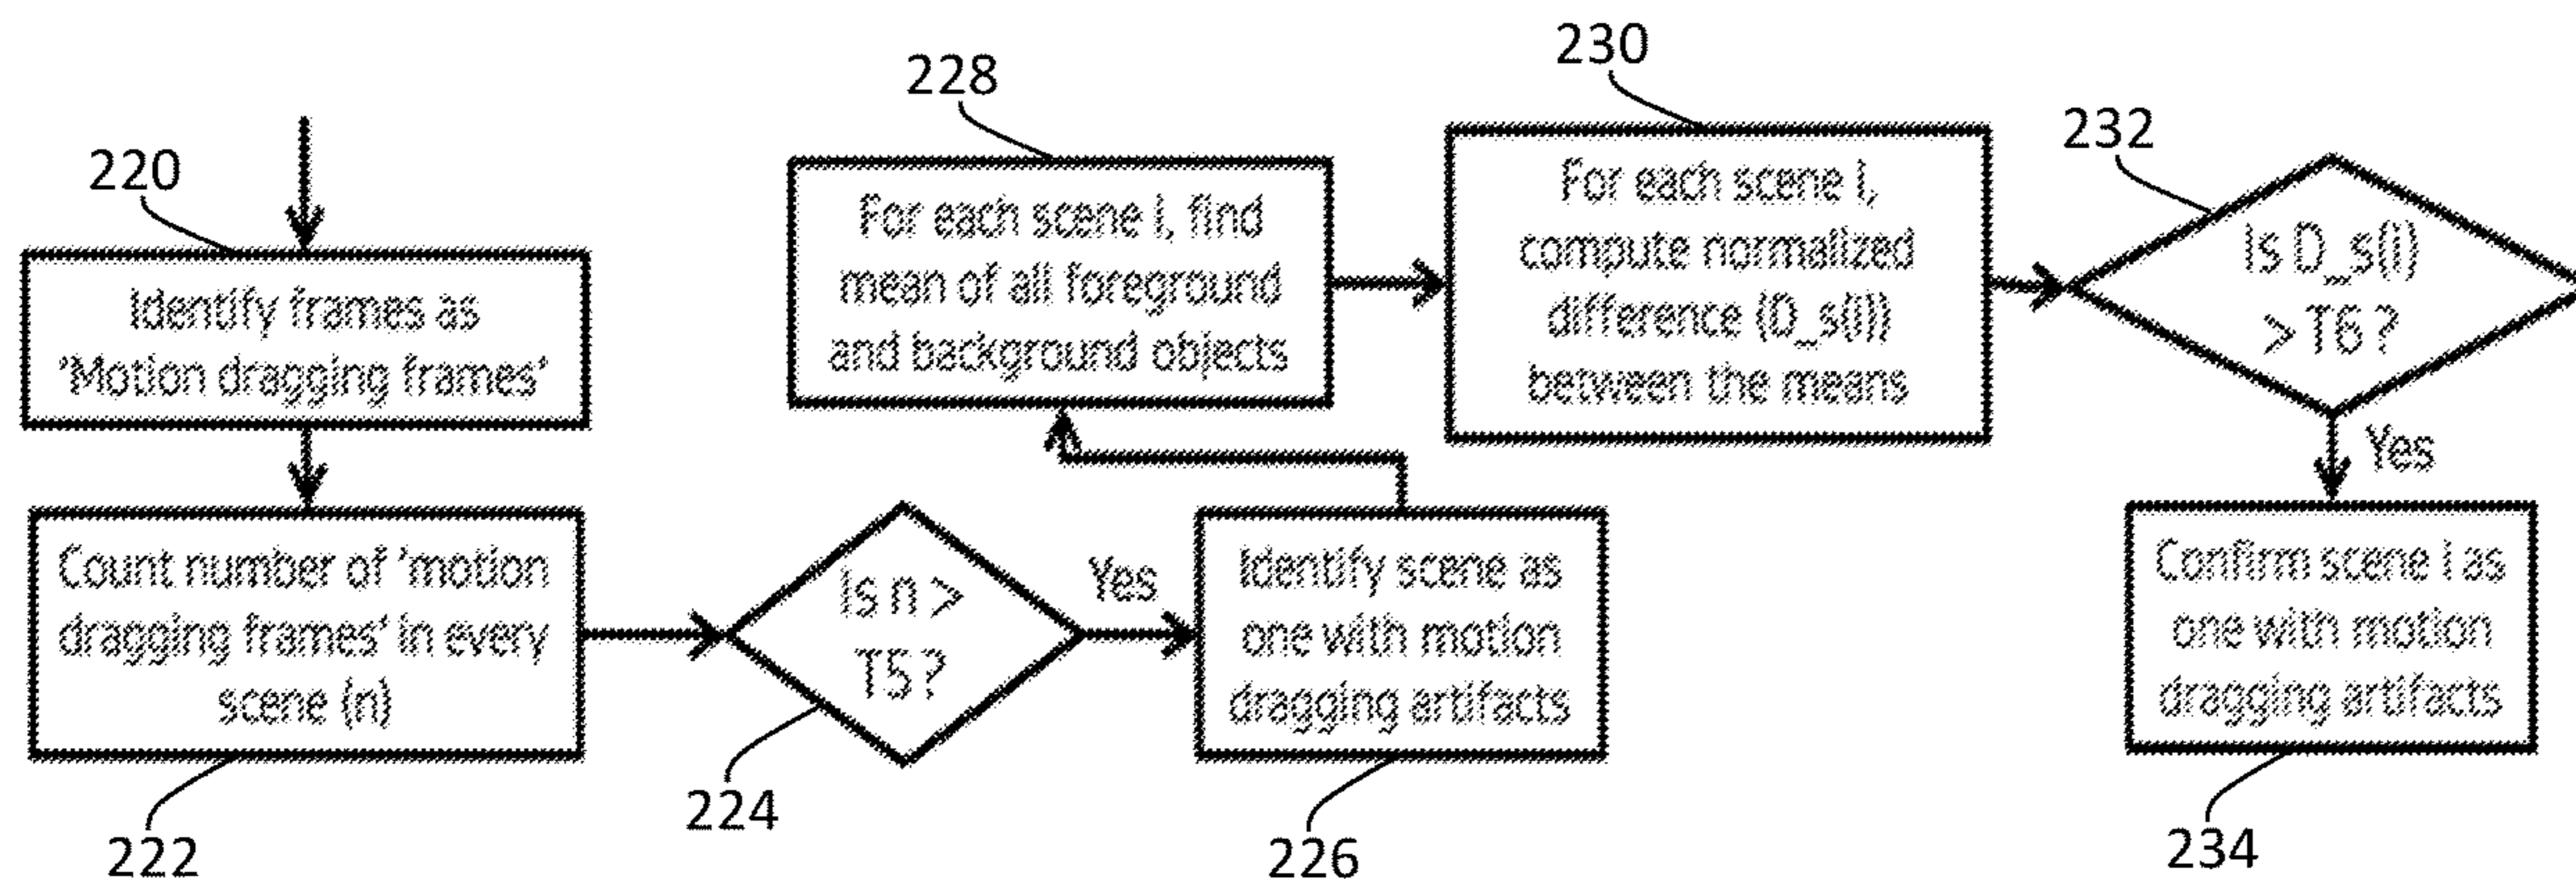 220
Identify frames as
'Motion dragging frames'
222
Count number of 'motion
dragging frames' in every
scene (n)
224
Is n >
T5?
Yes
226
Identify scene as
one with motion
dragging artifacts
228
For each scene i, find
mean of all foreground
and background objects
230
For each scene i,
compute normalized
difference (D_s(i))
between the means
232
Is D_s(i)
> T6 ?
Yes
234
Confirm scene i as
one with motion
dragging artifacts